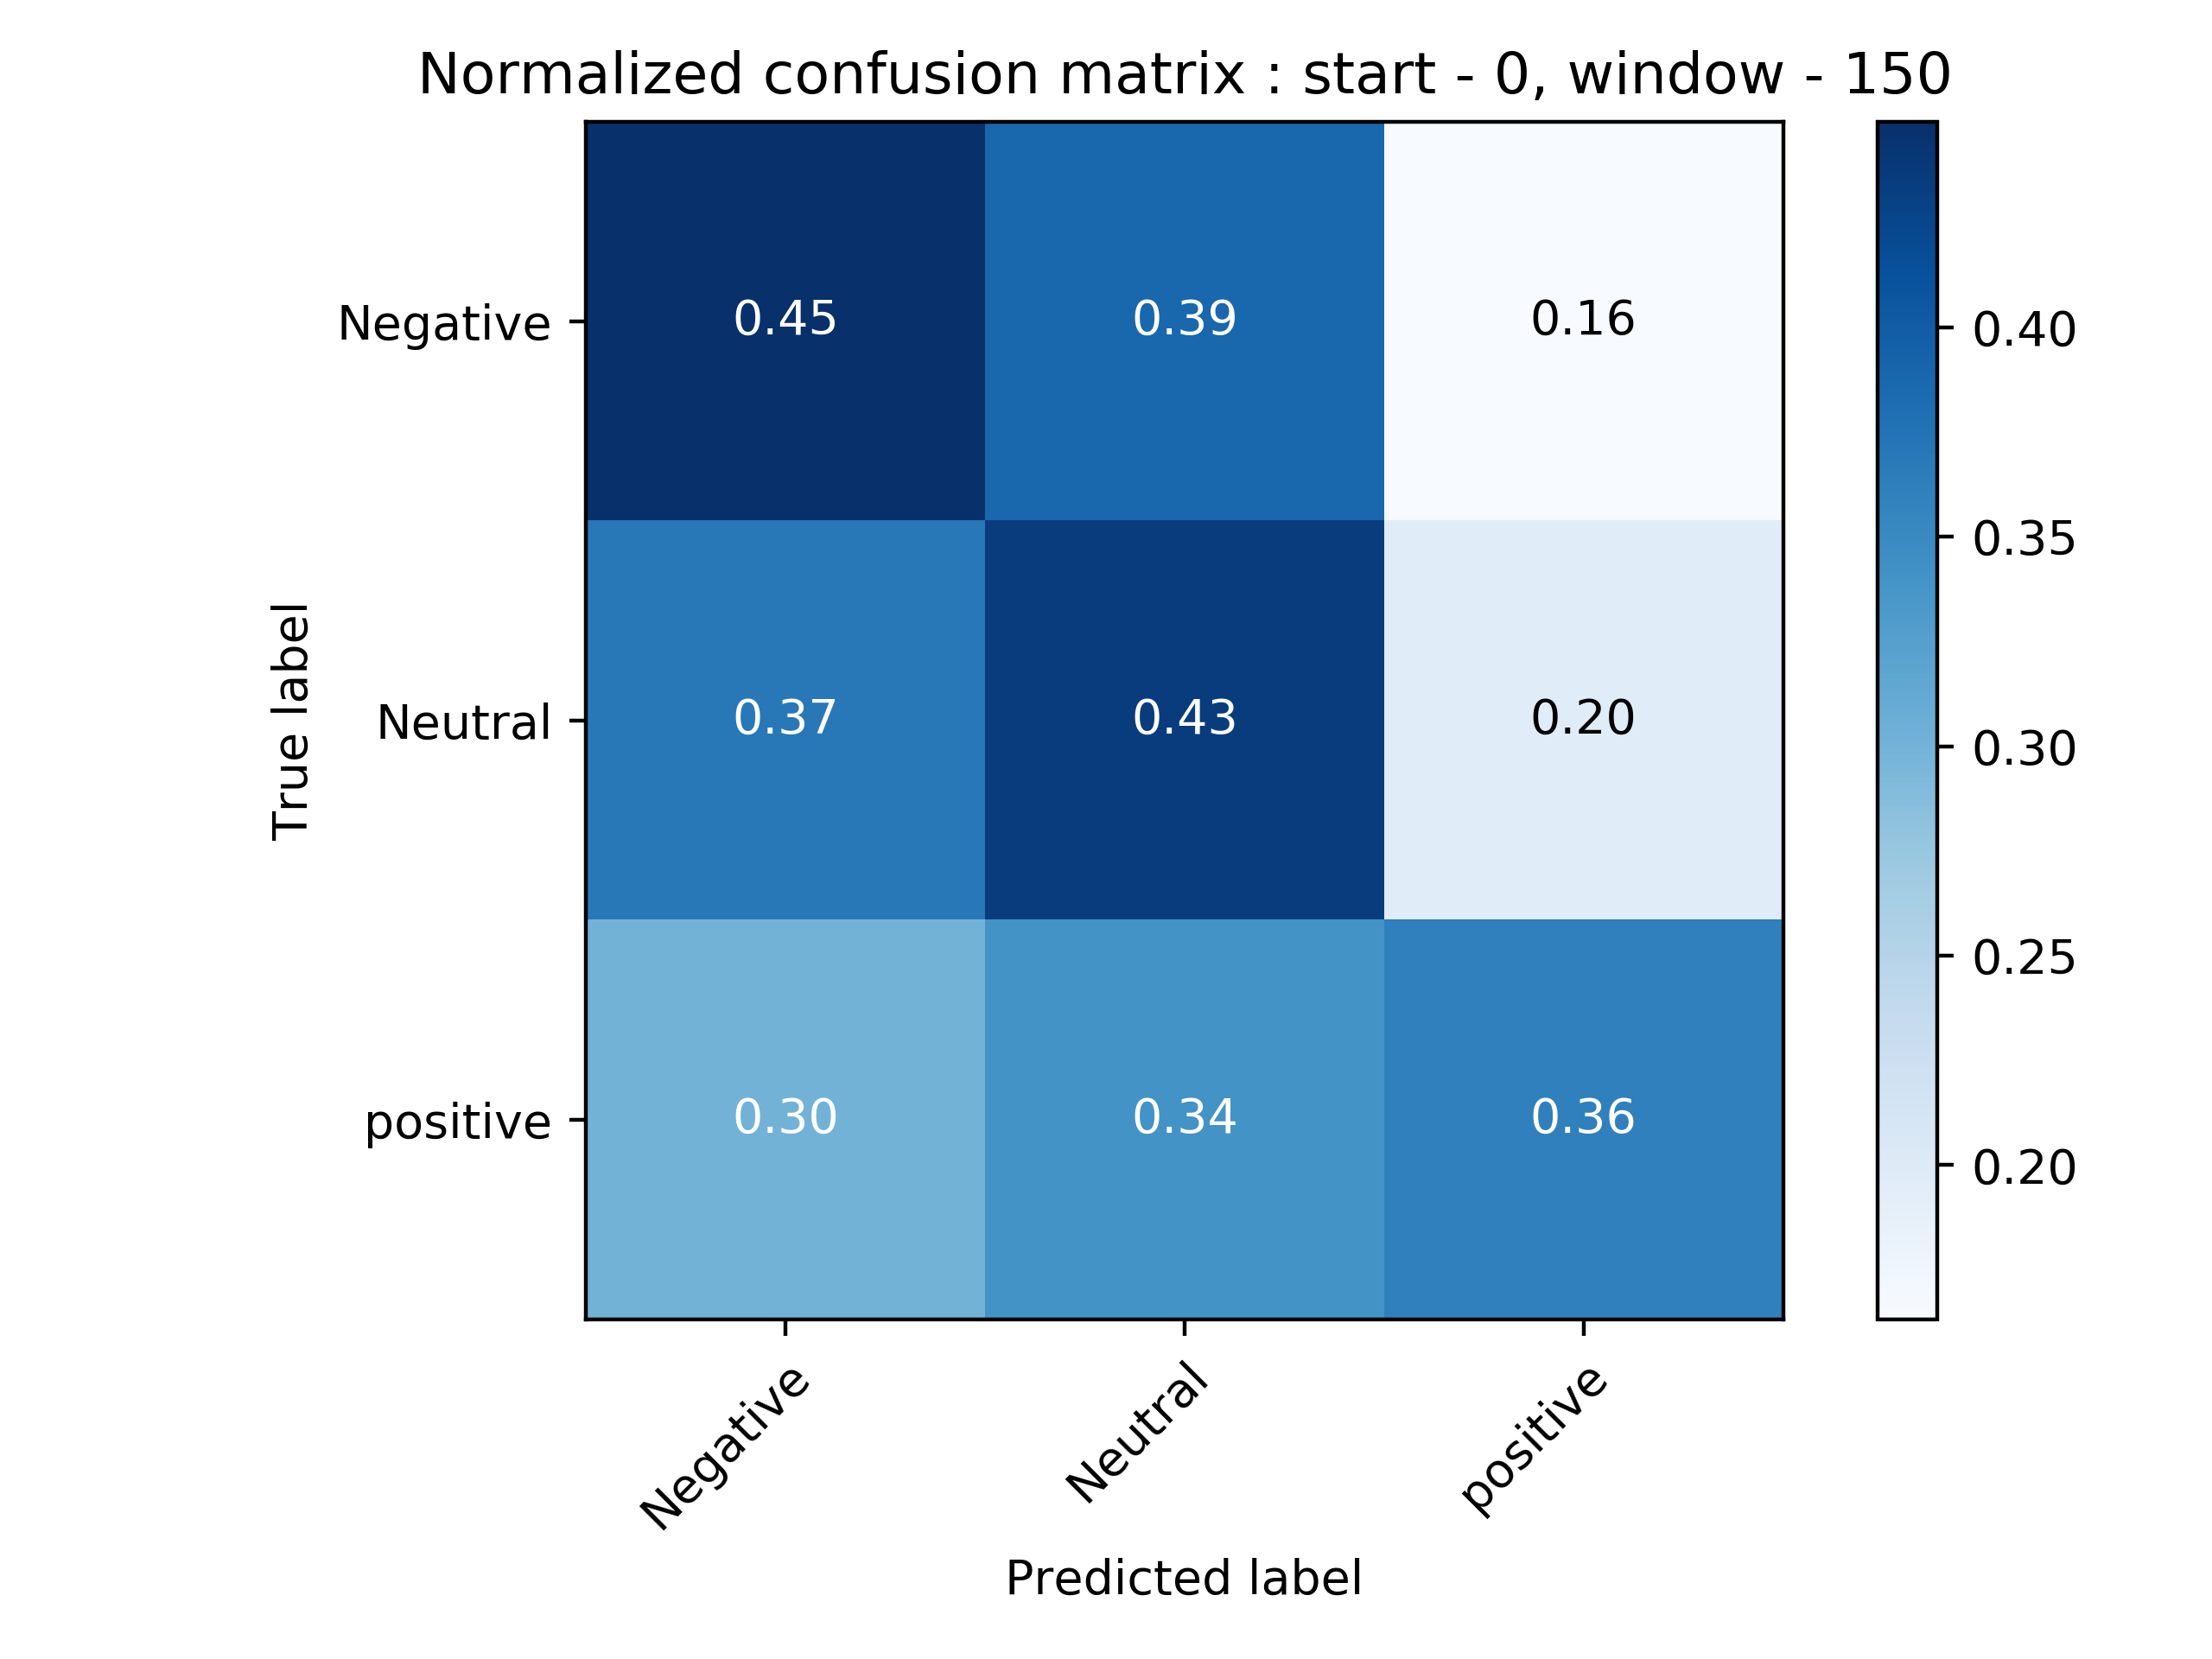 Normalized confusion matrix : start - 0, window - 150
True label
Negative
0.45 0.39 0.16
Neutral
0.37 0.43 0.20
positive
0.30 0.34 0.36
Negative
Neutral
positive
Predicted label
0.40
0.35
0.30
0.25
0.20